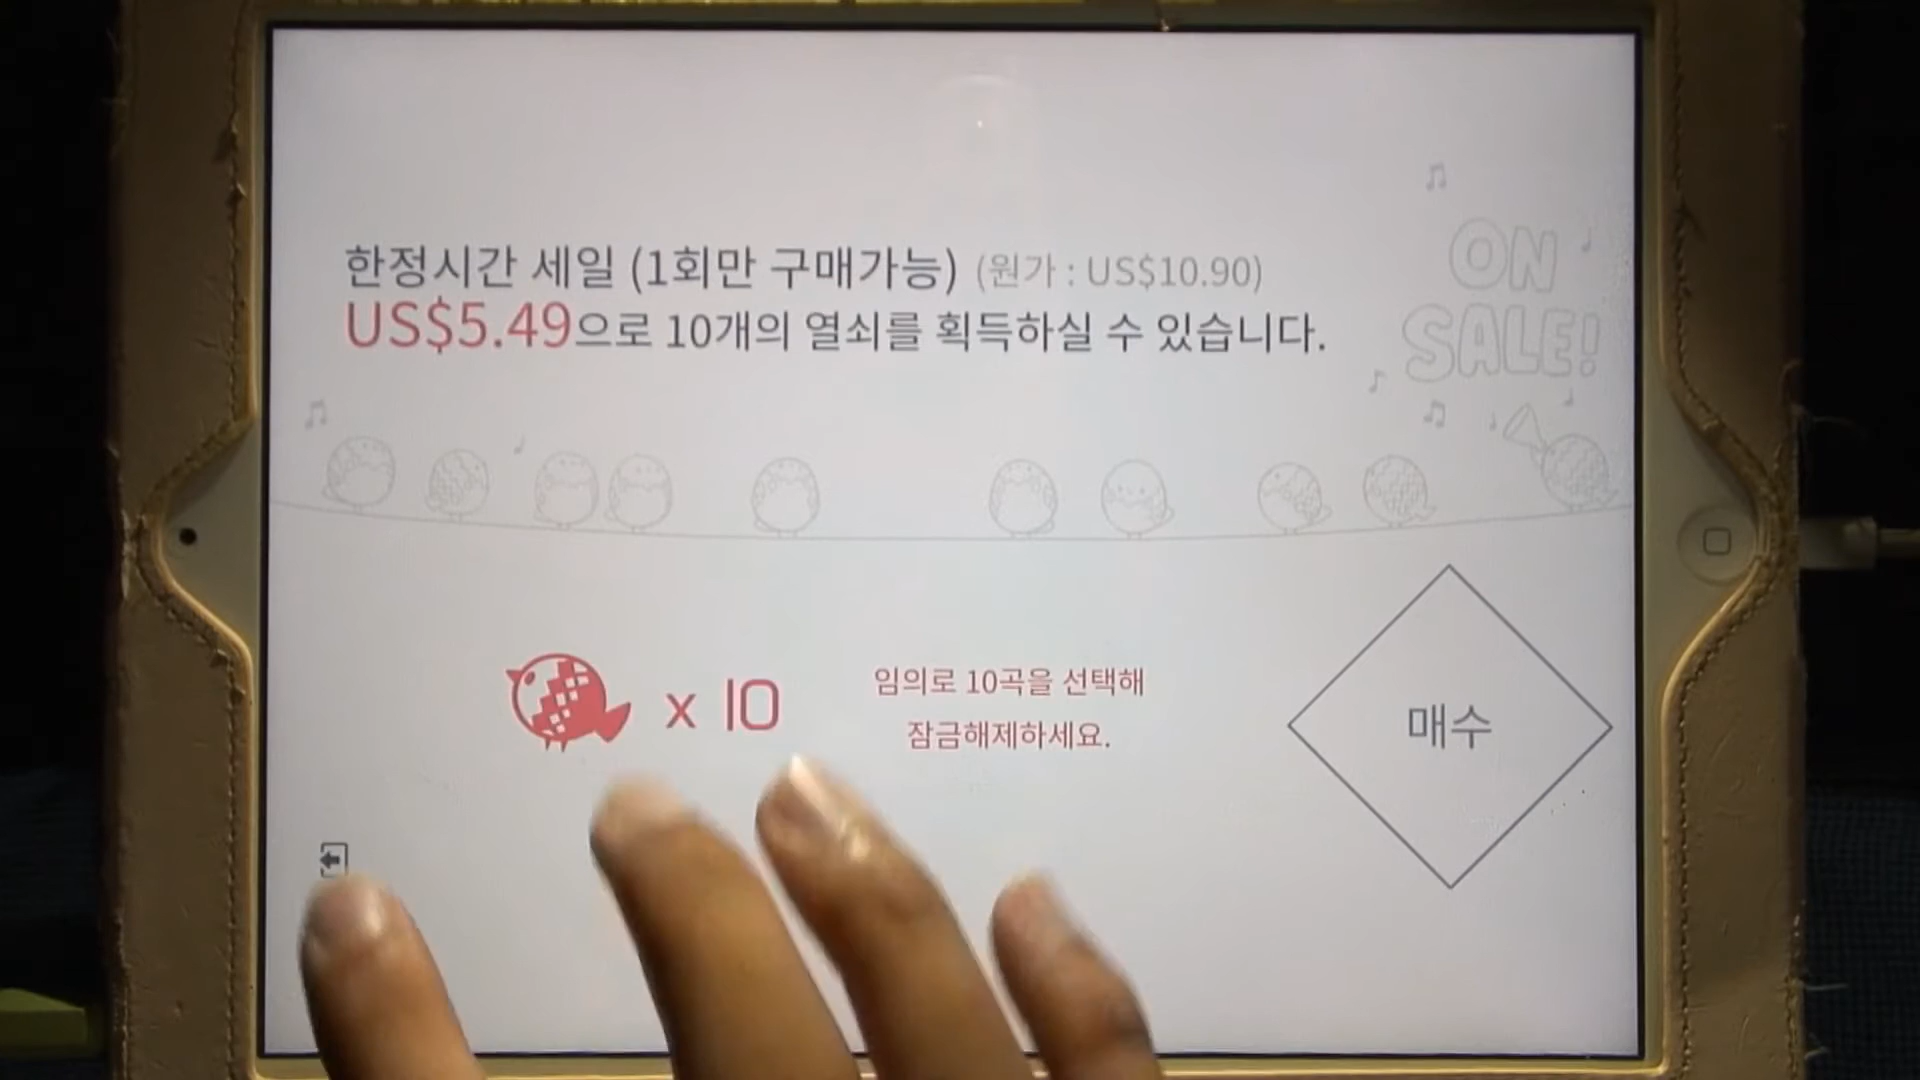 한정시간 세일 (1회만 구매가능) (원가 : US$10.90)
US$5.49으로 10개의 열쇠를 획득하실 수 있습니다.
ON
SALE!
x 10
임의로 10곡을 선택해
잠금해제하세요.
매수